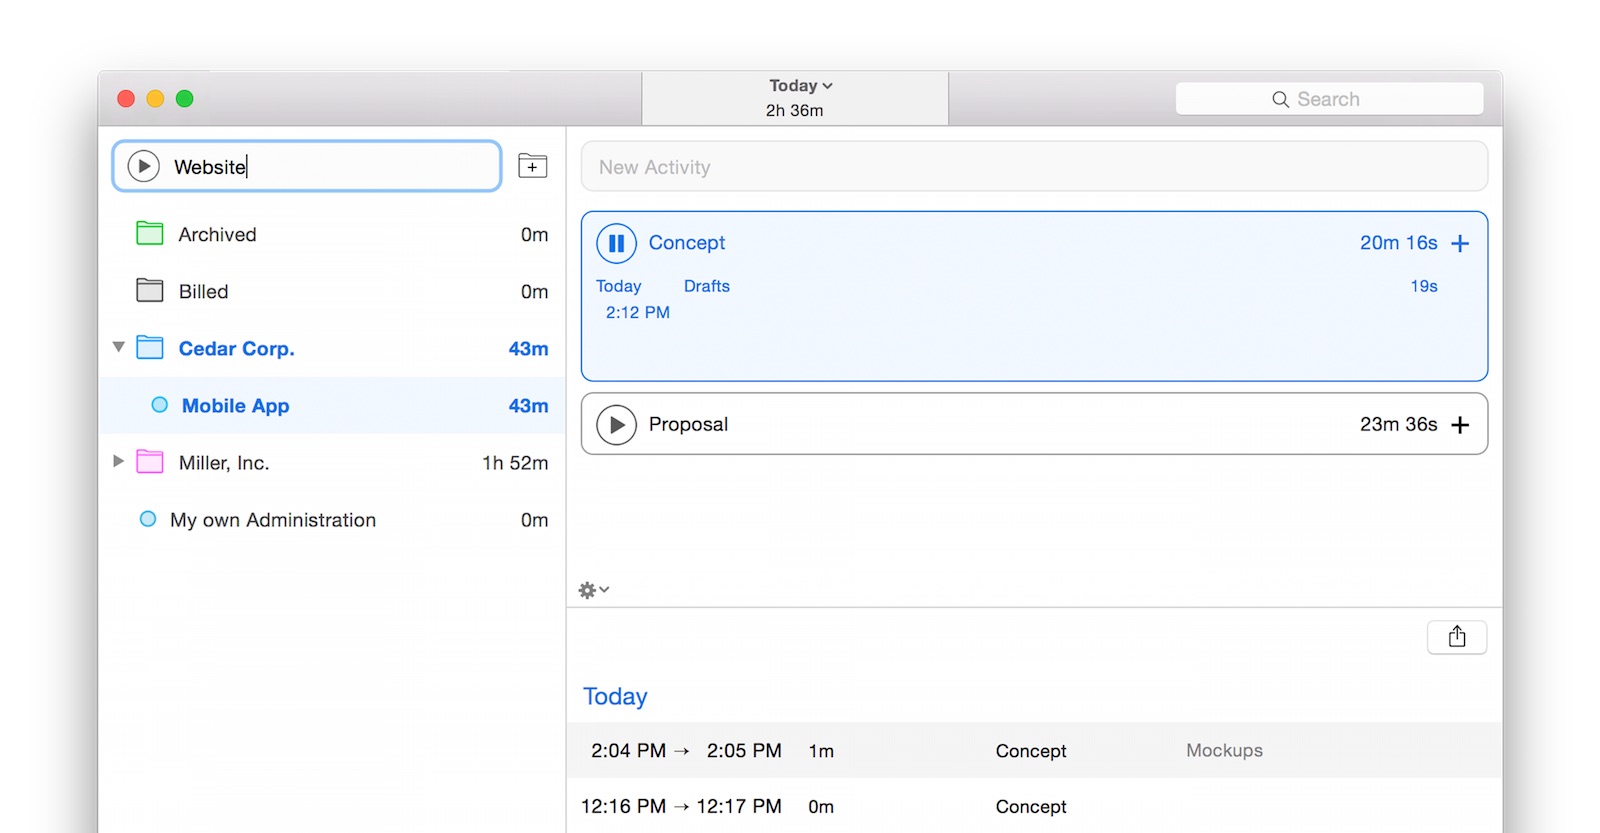 Today
2h 36m
Search
Website
Archived 0m
Billed 0m
Cedar Corp. 43m
Mobile App 43m
Miller, Inc. 1h 52m
My own Administration 0m
New Activity
Concept 20m 16s +
Today Drafts 19s
2:12 PM
Proposal 23m 36s +
Today
2:04 PM → 2:05 PM 1m Concept Mockups
12:16 PM → 12:17 PM 0m Concept